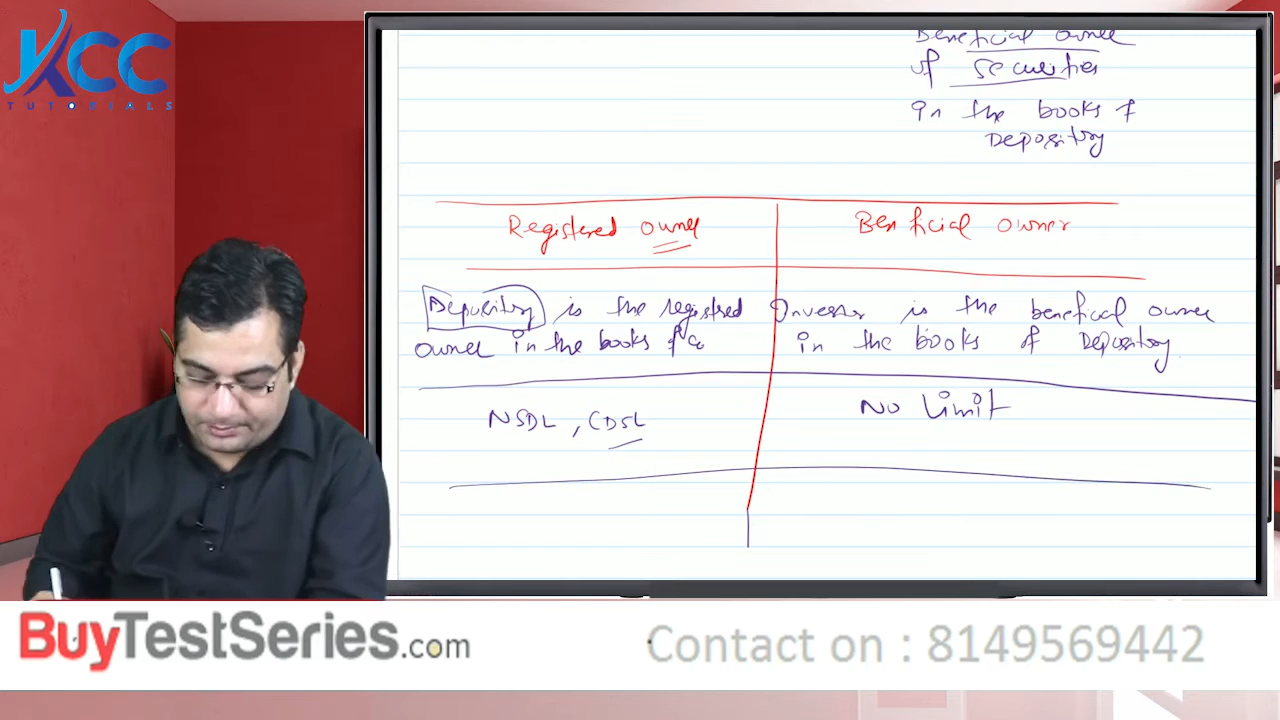 KCC
TUTORIALS
Beneficial owner
of securities
in the books of
Depository
Registered owner
Beneficial owner
Depository is the registred
owner in the books of co
Investor is the beneficial owner
in the books of Depository.
NSDL, CDSL
No Limit
BuyTestSeries.com
Contact on : 8149569442